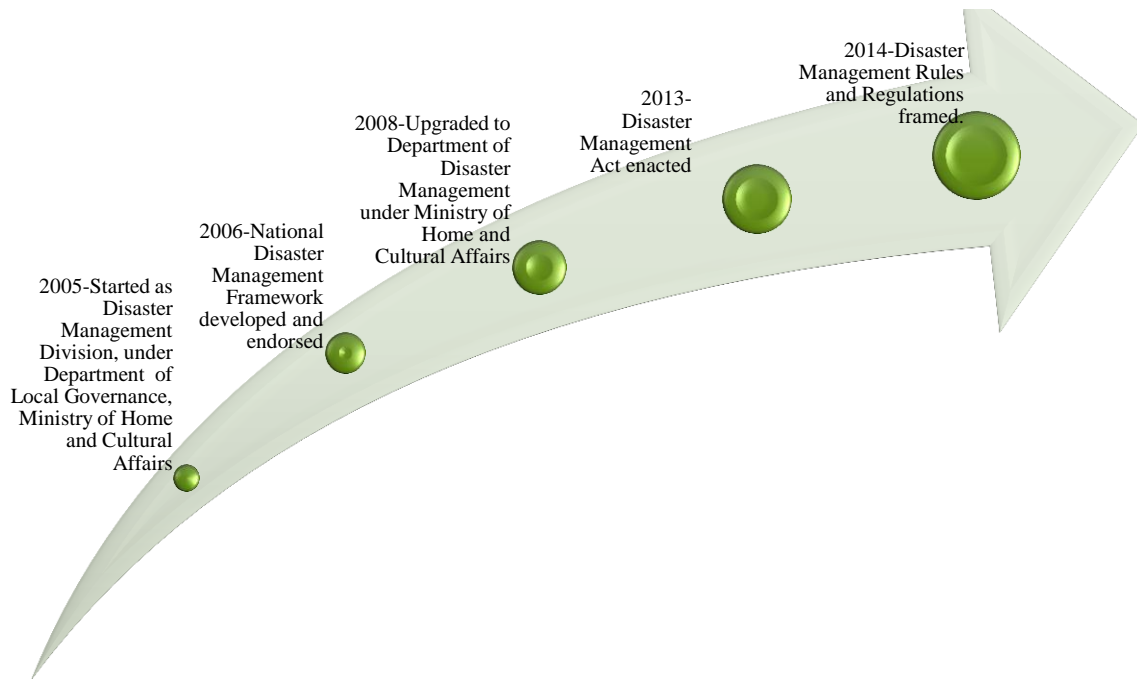 2005-Started as
Disaster
Management
Division, under
Department of
Local Governance,
Ministry of Home
and Cultural
Affairs
2006-National
Disaster
Management
Framework
developed and
endorsed
2008-Upgraded to
Department of
Disaster
Management
under Ministry of
Home and
Cultural Affairs
2013-
Disaster
Management
Act enacted
2014-Disaster
Management Rules
and Regulations
framed.